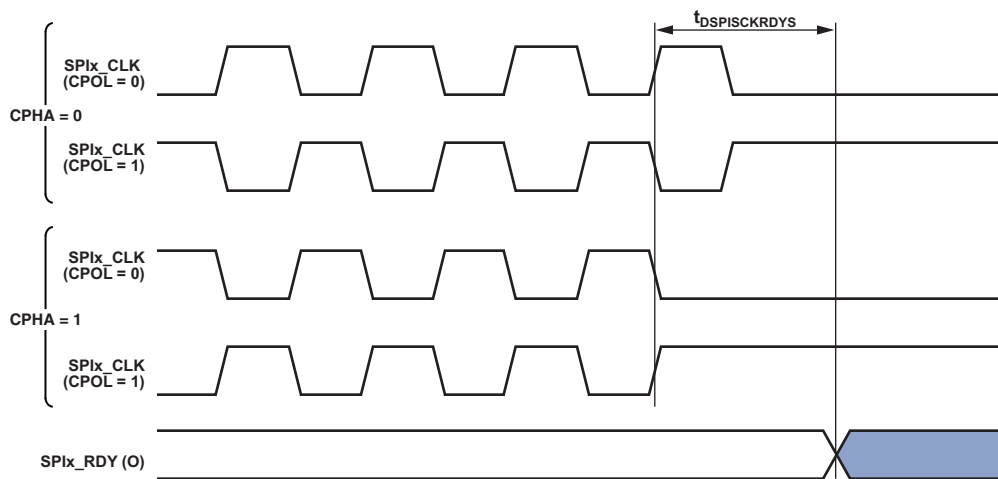 tDSPISCKRDYS
SPIx_CLK
(CPOL = 0)
CPHA = 0
SPIx_CLK
(CPOL = 1)
SPIx_CLK
(CPOL = 0)
CPHA = 1
SPIx_CLK
(CPOL = 1)
SPIx_RDY (O)